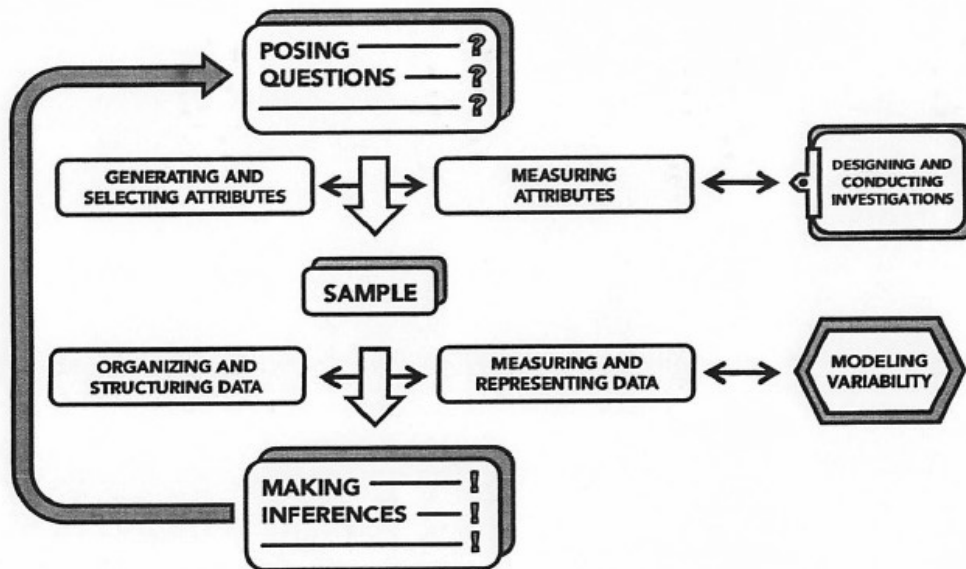 POSING ?
QUESTIONS ?
?
GENERATING AND
SELECTING ATTRIBUTES
MEASURING
ATTRIBUTES
DESIGNING AND
CONDUCTING
INVESTIGATIONS
SAMPLE
ORGANIZING AND
STRUCTURING DATA
MEASURING AND
REPRESENTING DATA
MODELING
VARIABILITY
MAKING !
INFERENCES !
!